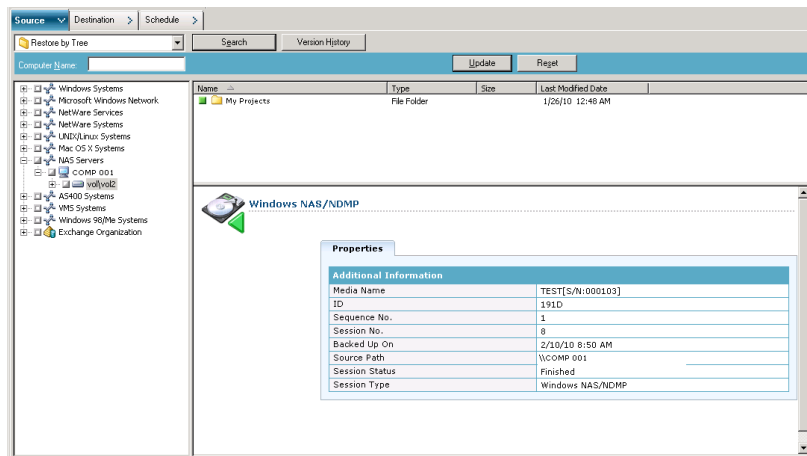 Source Destination > Schedule >
Restore by Tree Search Version History
Computer Name: Update Reset
Windows Systems
Microsoft Windows Network
NetWare Services
NetWare Systems
UNIX/Linux Systems
Mac OS X Systems
NAS Servers
COMP 001
vol\vol2
AS400 Systems
VMS Systems
Windows 98/Me Systems
Exchange Organization
Name Type Size Last Modified Date
My Projects File Folder 1/26/10 12:48 AM
Windows NAS/NDMP
Properties
Additional Information
Media Name TEST[S/N:000103]
ID 191D
Sequence No. 1
Session No. 8
Backed Up On 2/10/10 8:50 AM
Source Path \\COMP 001
Session Status Finished
Session Type Windows NAS/NDMP